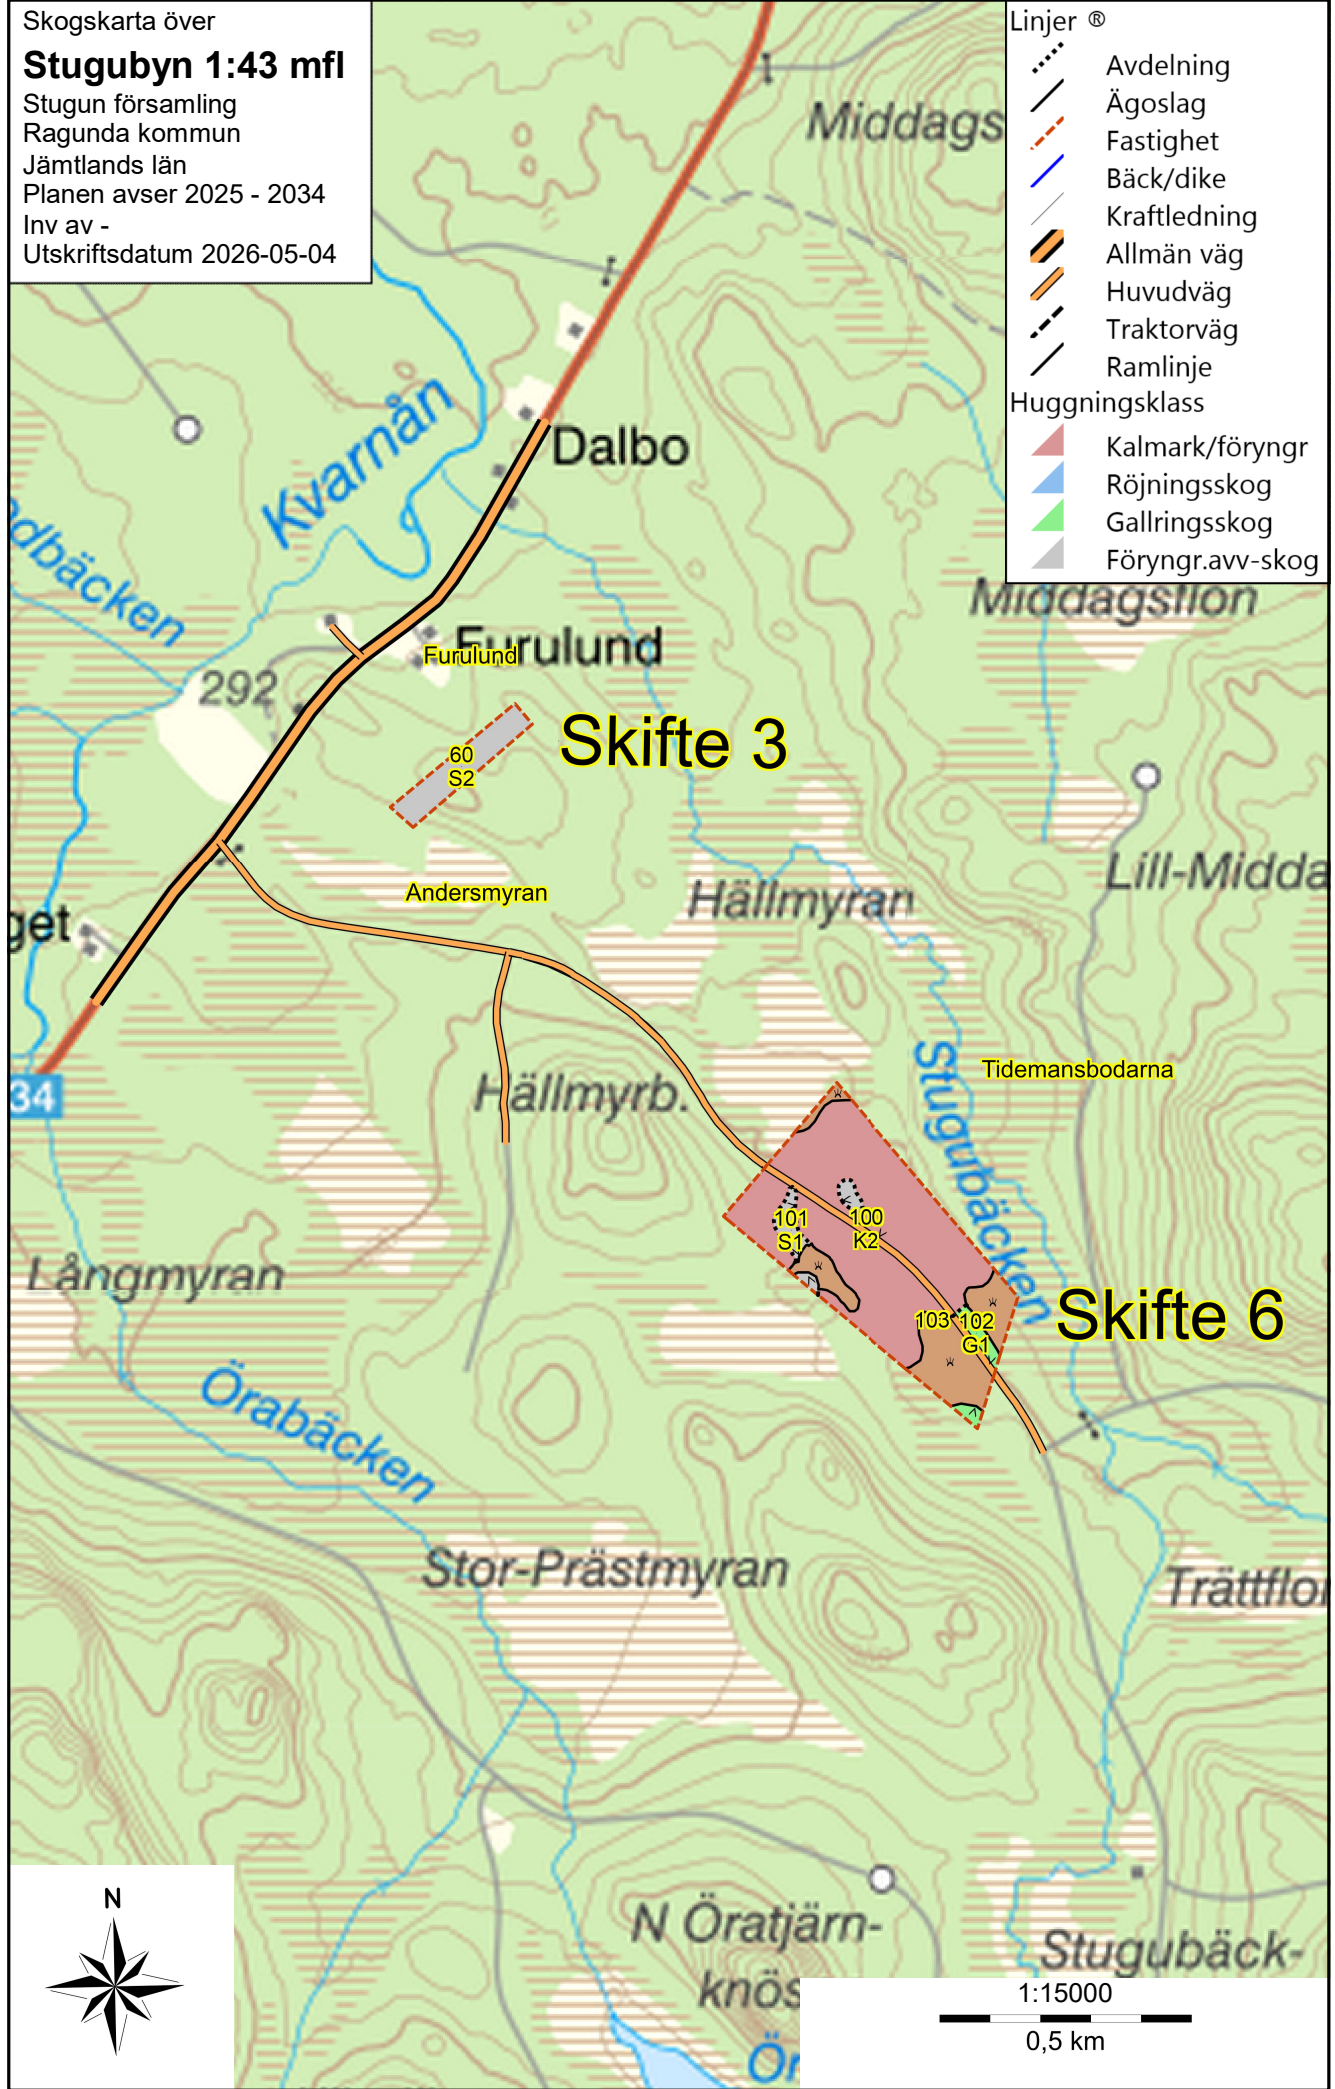 Skogskarta över
Stugubyn 1:43 mfl
Stugun församling
Ragunda kommun
Jämtlands län
Planen avser 2025 - 2034
Inv av -
Utskriftsdatum 2026-05-04
Linjer ®
Avdelning
Ägoslag
Fastighet
Bäck/dike
Kraftledning
Allmän väg
Huvudväg
Traktorväg
Ramlinje
Huggningsklass
Kalmark/föryngr
Röjningsskog
Gallringsskog
Föryngr.avv-skog
Middags
Kvarnån
Dalbo
dbäcken
Middagsflon
Furulund
Furulund
292
Skifte 3
60
S2
Lill-Midda
Andersmyran
Hällmyran
get
Stugubäcken
Tidemansbodarna
34
Hällmyrb.
101
S1
100
K2
Långmyran
Skifte 6
103
102
G1
Örabäcken
Stor-Prästmyran
Trättflo
N
N Öratjärn-
knös
Stugubäck-
Ör
1:15000
0,5 km